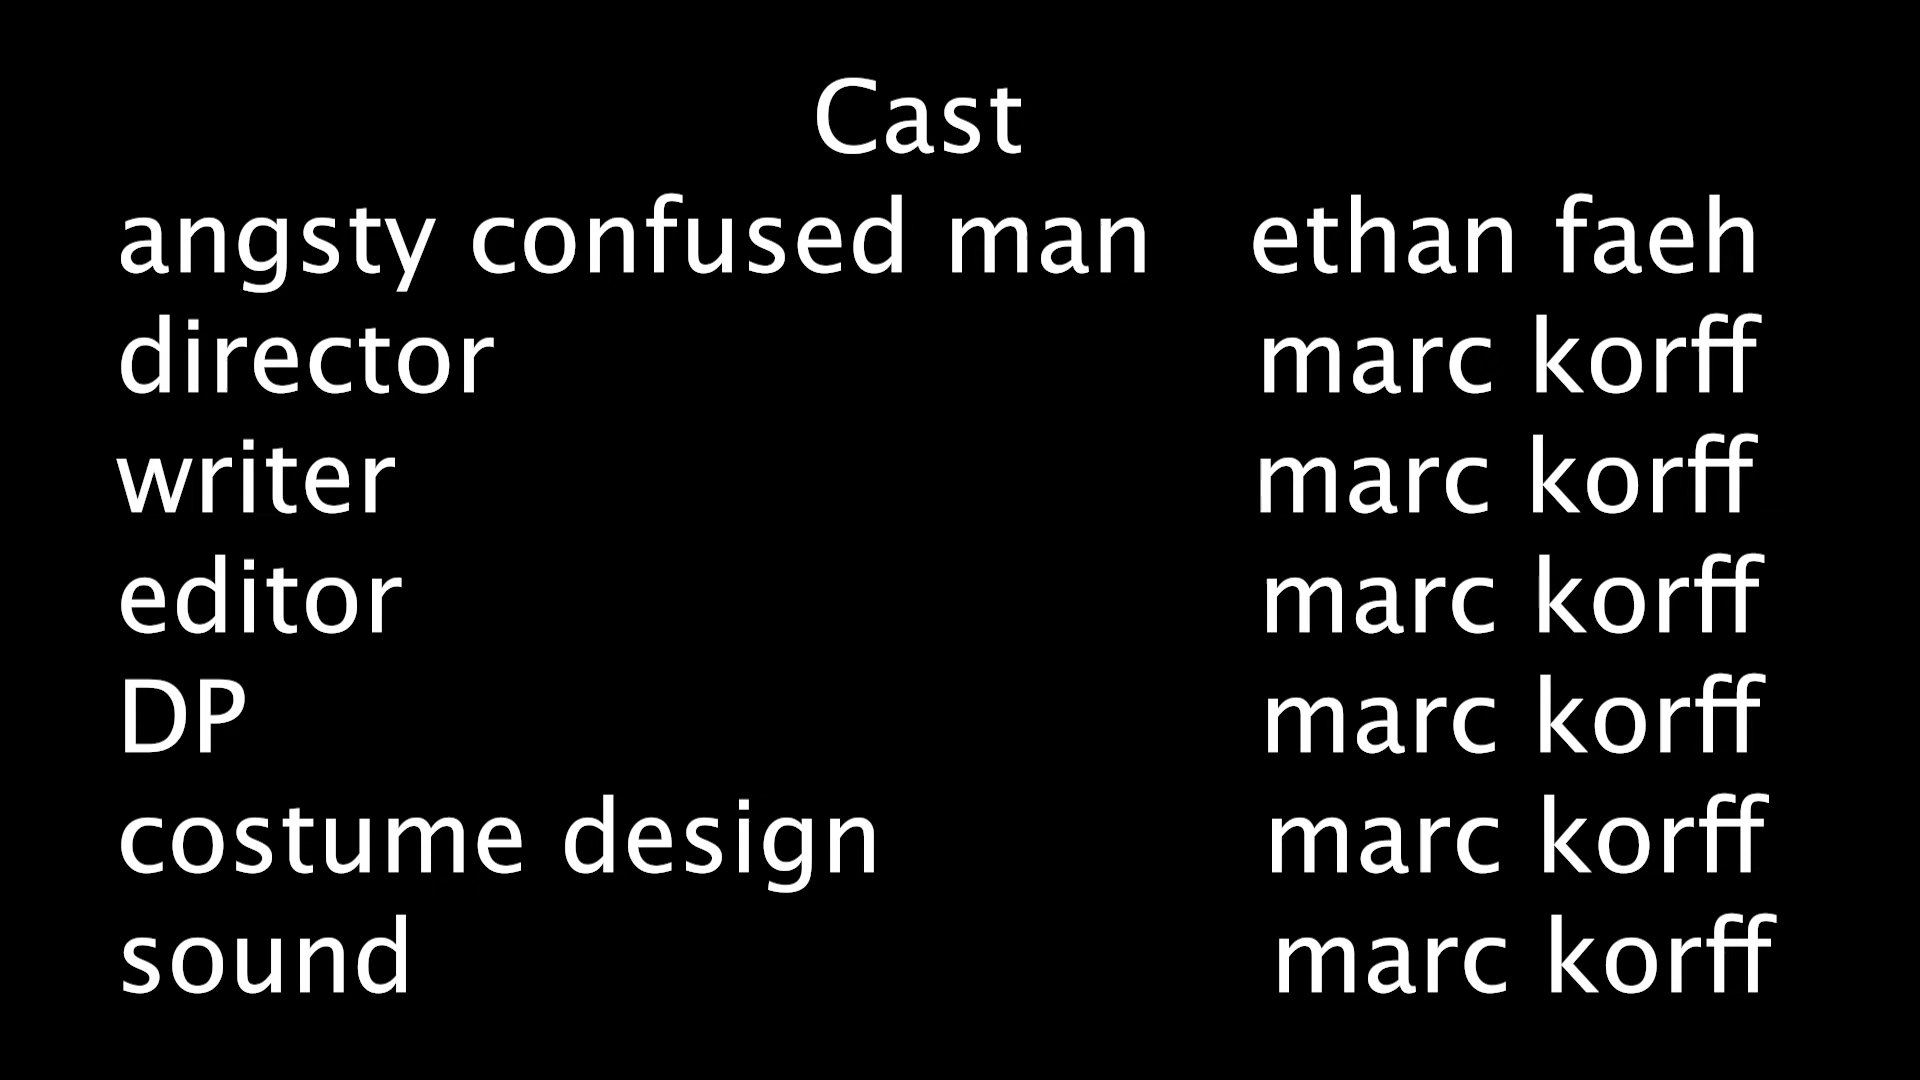 Cast
angsty confused man ethan faeh
director marc korff
writer marc korff
editor marc korff
DP marc korff
costume design marc korff
sound marc korff